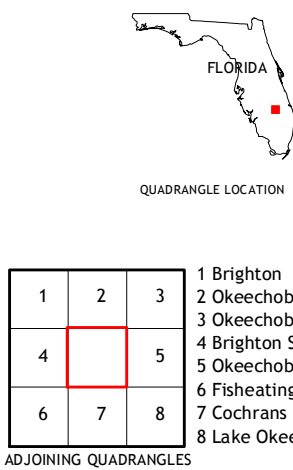 FLORIDA
QUADRANGLE LOCATION
1 2 3
4 5
6 7 8
1 Brighton
2 Okeechob
3 Okeechob
4 Brighton S
5 Okeechob
6 Fisheating
7 Cochrans
8 Lake Okee
ADJOINING QUADRANGLES